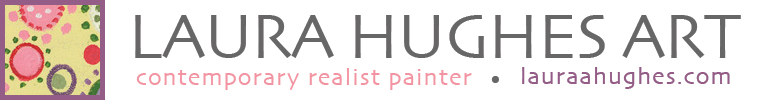 LAURA HUGHES ART
contemporary realist painter • lauraahughes.com